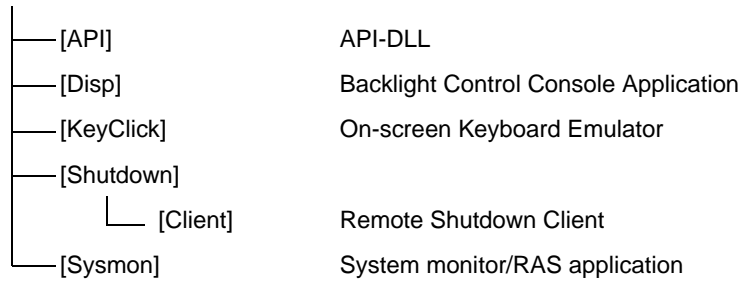 [API] API-DLL
[Disp] Backlight Control Console Application
[KeyClick] On-screen Keyboard Emulator
[Shutdown]
[Client] Remote Shutdown Client
[Sysmon] System monitor/RAS application